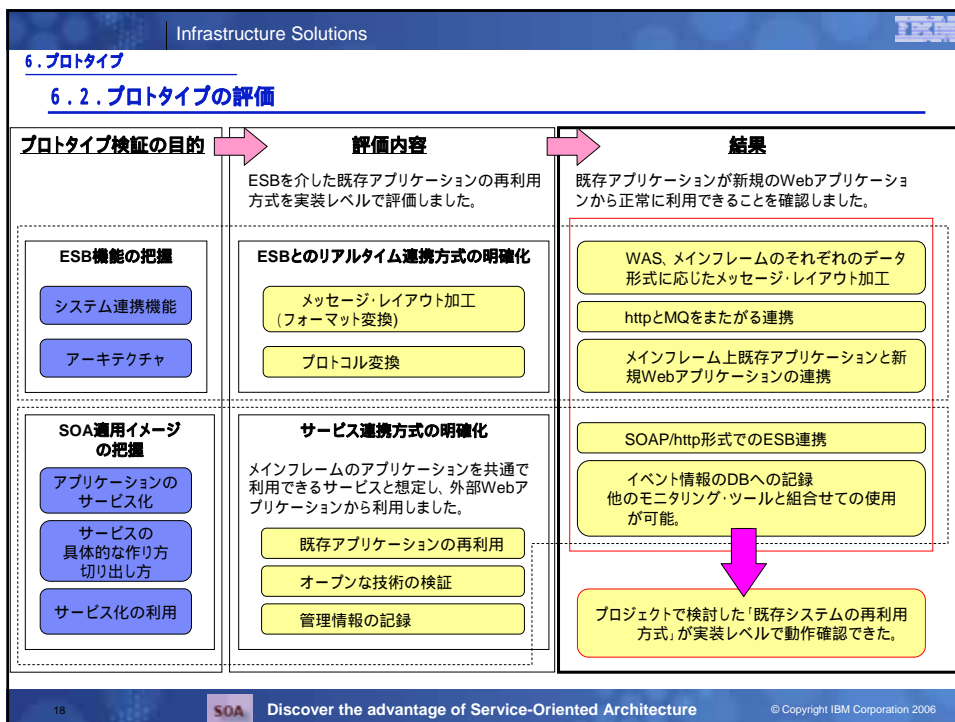 Infrastructure Solutions
IBM
6．プロトタイプ
6．2．プロトタイプの評価
プロトタイプ検証の目的
ESB機能の把握
システム連携機能
アーキテクチャ
SOA適用イメージ
の把握
アプリケーションの
サービス化
サービスの
具体的な作り方
切り出し方
サービス化の利用
評価内容
ESBを介した既存アプリケーションの再利用
方式を実装レベルで評価しました。
ESBとのリアルタイム連携方式の明確化
メッセージ・レイアウト加工
(フォーマット変換)
プロトコル変換
サービス連携方式の明確化
メインフレームのアプリケーションを共通で
利用できるサービスと想定し、外部Webア
プリケーションから利用しました。
既存アプリケーションの再利用
オープンな技術の検証
管理情報の記録
結果
既存アプリケーションが新規のWebアプリケーショ
ンから正常に利用できることを確認しました。
WAS、メインフレームのそれぞれのデータ
形式に応じたメッセージ・レイアウト加工
httpとMQをまたがる連携
メインフレーム上既存アプリケーションと新
規Webアプリケーションの連携
SOAP/http形式でのESB連携
イベント情報のDBへの記録
他のモニタリング・ツールと組合せての使用
が可能。
プロジェクトで検討した「既存システムの再利用
方式」が実装レベルで動作確認できた。
18
SOA
Discover the advantage of Service-Oriented Architecture
© Copyright IBM Corporation 2006